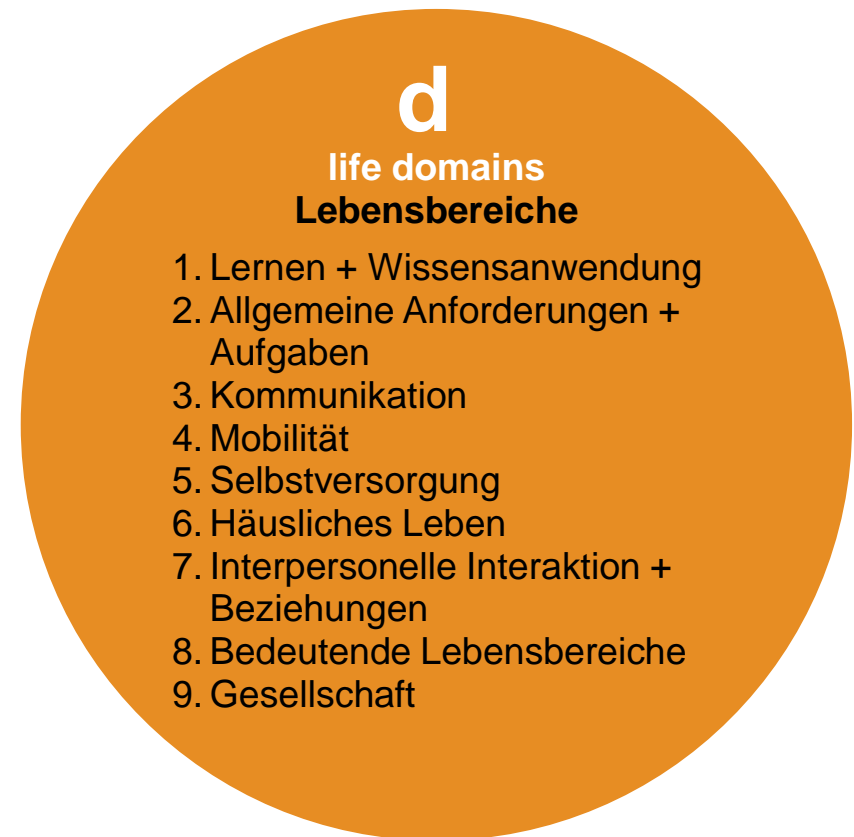 d
life domains
Lebensbereiche
1. Lernen + Wissensanwendung
2. Allgemeine Anforderungen +
Aufgaben
3. Kommunikation
4. Mobilität
5. Selbstversorgung
6. Häusliches Leben
7. Interpersonelle Interaktion +
Beziehungen
8. Bedeutende Lebensbereiche
9. Gesellschaft